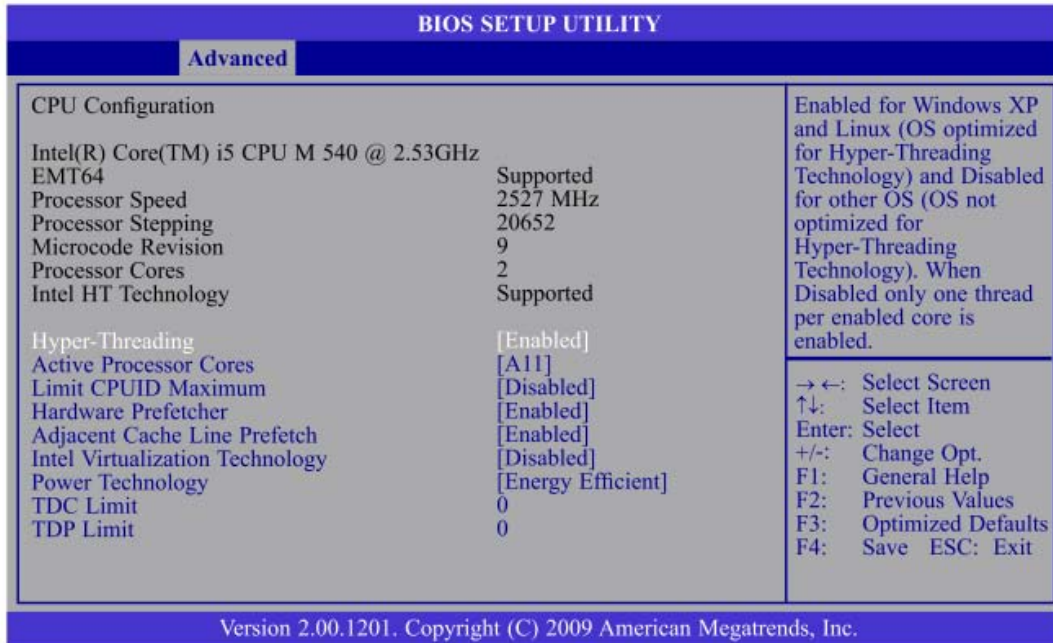 BIOS SETUP UTILITY
Advanced
CPU Configuration
Intel(R) Core(TM) i5 CPU M 540 @ 2.53GHz
EMT64 Supported
Processor Speed 2527 MHz
Processor Stepping 20652
Microcode Revision 9
Processor Cores 2
Intel HT Technology Supported
Hyper-Threading [Enabled]
Active Processor Cores [A11]
Limit CPUID Maximum [Disabled]
Hardware Prefetcher [Enabled]
Adjacent Cache Line Prefetch [Enabled]
Intel Virtualization Technology [Disabled]
Power Technology [Energy Efficient]
TDC Limit 0
TDP Limit 0
Enabled for Windows XP
and Linux (OS optimized
for Hyper-Threading
Technology) and Disabled
for other OS (OS not
optimized for
Hyper-Threading
Technology). When
Disabled only one thread
per enabled core is
enabled.
→ ←: Select Screen
↑↓: Select Item
Enter: Select
+/-: Change Opt.
F1: General Help
F2: Previous Values
F3: Optimized Defaults
F4: Save ESC: Exit
Version 2.00.1201. Copyright (C) 2009 American Megatrends, Inc.